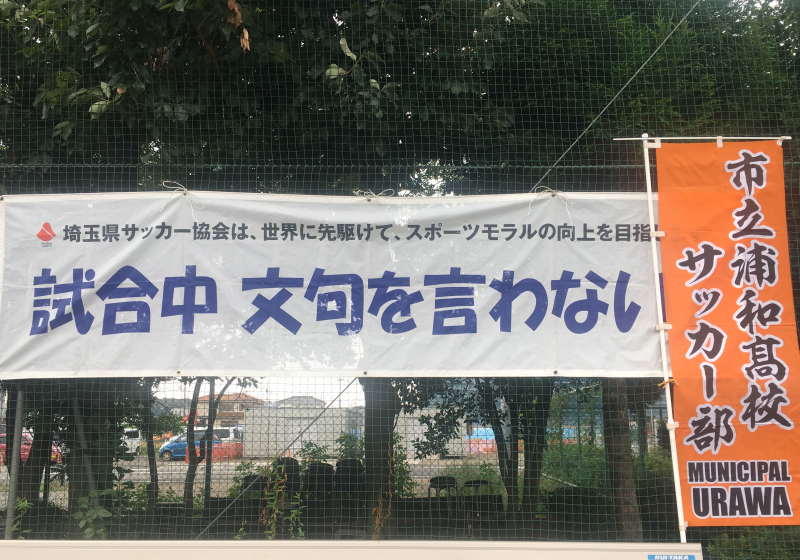 埼玉県サッカー協会は、世界に先駆けて、スポーツモラルの向上を目指
試合中 文句を言わない
市立浦和高校
サッカー部
MUNICIPAL
URAWA